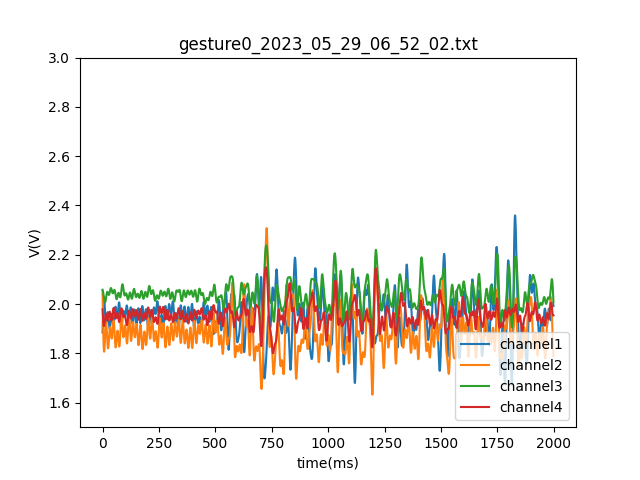 gesture0_2023_05_29_06_52_02.txt
3.0
2.8
2.6
2.4
2.2
2.0
1.8
1.6
V(V)
channel1
channel2
channel3
channel4
0 250 500 750 1000 1250 1500 1750 2000
time(ms)